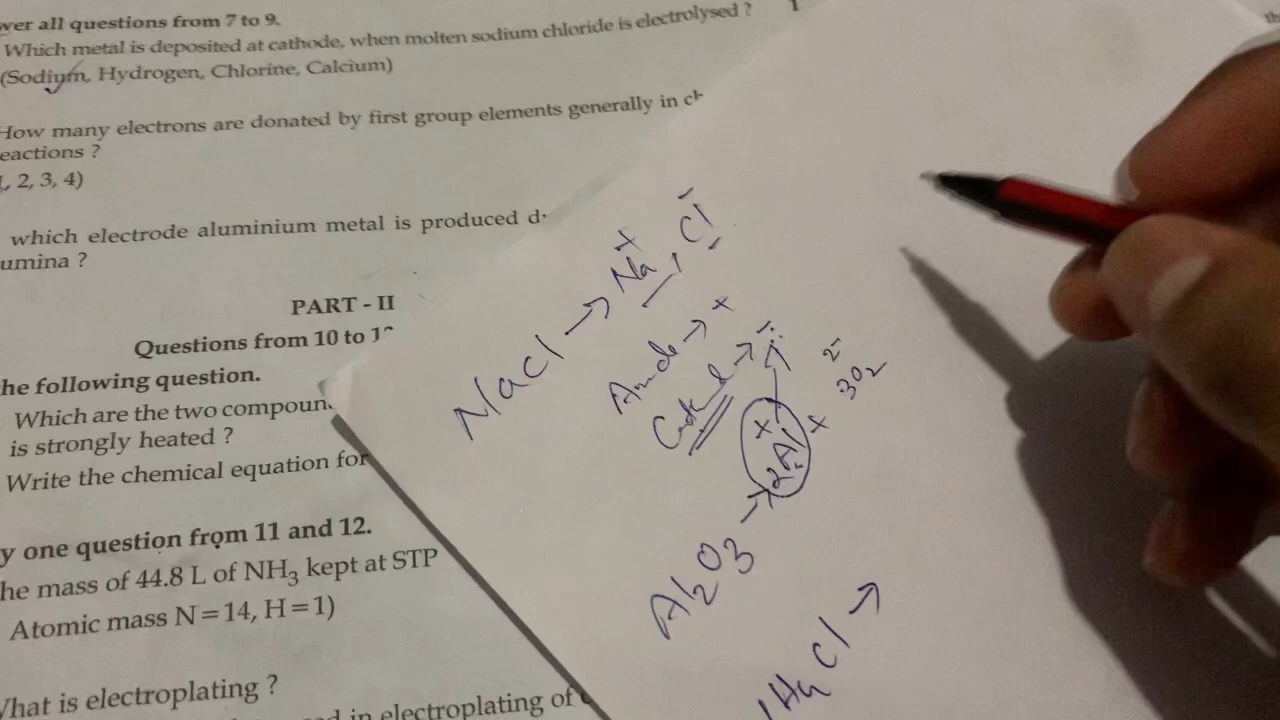 wer all questions from 7 to 9.
Which metal is deposited at cathode, when molten sodium chloride is electrolysed ? 1
(Sodium, Hydrogen, Chlorine, Calcium)
How many electrons are donated by first group elements generally in ch
eactions ?
, 2, 3, 4)
which electrode aluminium metal is produced d
umina ?
PART - II
Questions from 10 to 1
he following question.
Which are the two compoun
is strongly heated ?
Write the chemical equation for
y one question from 11 and 12.
he mass of 44.8 L of NH3 kept at STP
Atomic mass N=14, H=1)
What is electroplating ?
in electroplating of
NaCl → Na+, Cl-
Anode → +
→ -
Al2O3 → 2Al+ + 3O2 2-
Cl →